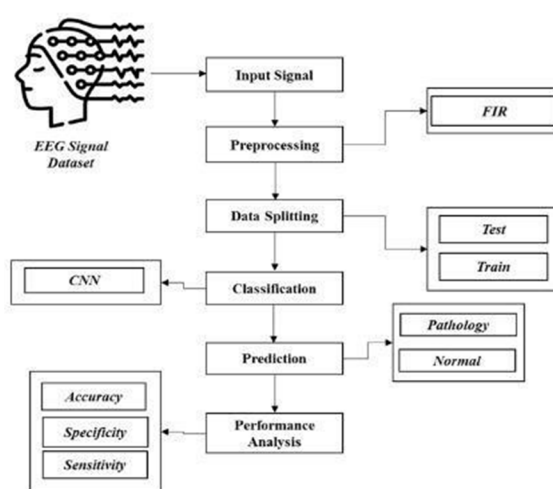 EEG Signal
Dataset
Input Signal
FIR
Preprocessing
Data Splitting
Test
Train
CNN
Classification
Pathology
Normal
Prediction
Accuracy
Specificity
Sensitivity
Performance
Analysis